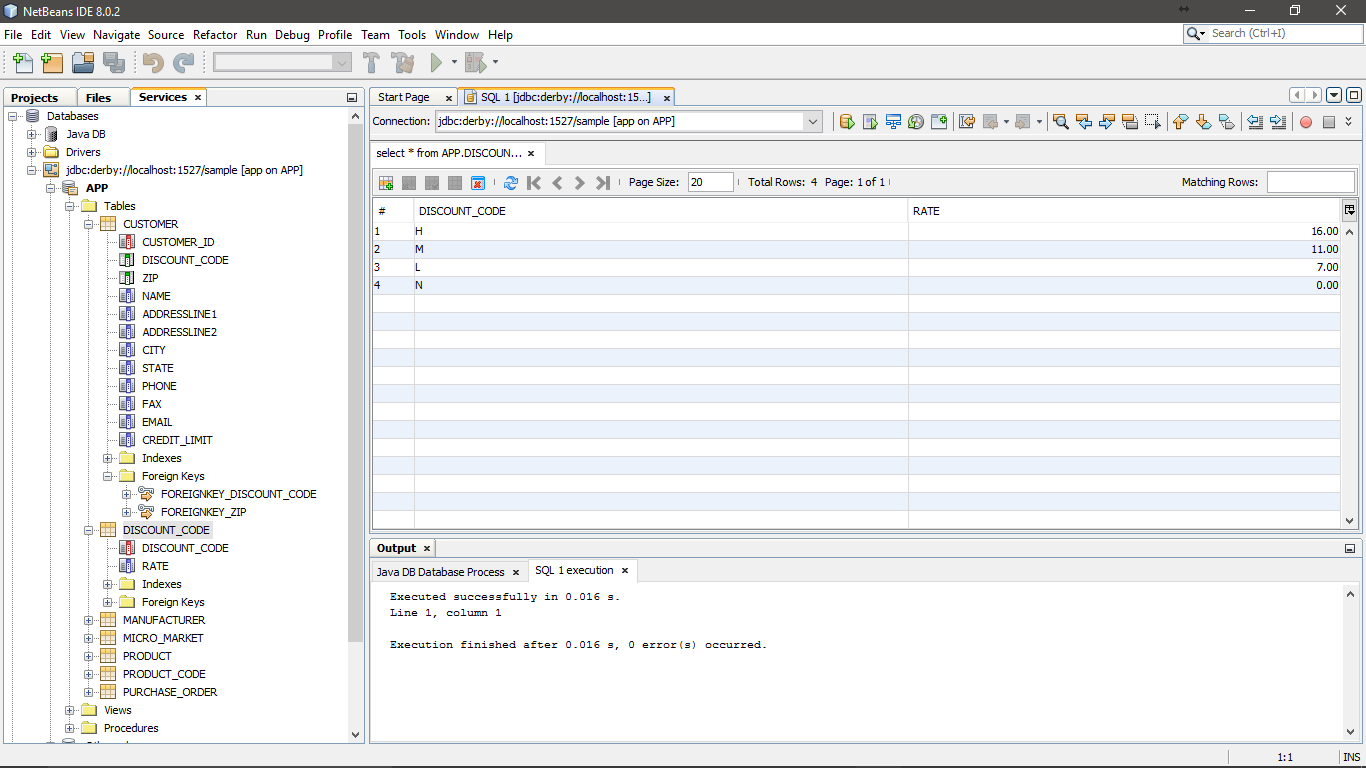 NetBeans IDE 8.0.2
File Edit View Navigate Source Refactor Run Debug Profile Team Tools Window Help
Search (Ctrl+I)
Projects Files Services
Databases
Java DB
Drivers
jdbc:derby://localhost:1527/sample [app on APP]
APP
Tables
CUSTOMER
CUSTOMER_ID
DISCOUNT_CODE
ZIP
NAME
ADDRESSLINE1
ADDRESSLINE2
CITY
STATE
PHONE
FAX
EMAIL
CREDIT_LIMIT
Indexes
Foreign Keys
FOREIGNKEY_DISCOUNT_CODE
FOREIGNKEY_ZIP
DISCOUNT_CODE
DISCOUNT_CODE
RATE
Indexes
Foreign Keys
MANUFACTURER
MICRO_MARKET
PRODUCT
PRODUCT_CODE
PURCHASE_ORDER
Views
Procedures
Start Page SQL 1 [jdbc:derby://localhost:15...]
Connection: jdbc:derby://localhost:1527/sample [app on APP]
select * from APP.DISCOUN...
Page Size: 20 Total Rows: 4 Page: 1 of 1 Matching Rows:
# DISCOUNT_CODE RATE
1 H 16.00
2 M 11.00
3 L 7.00
4 N 0.00
Output
Java DB Database Process SQL 1 execution
Executed successfully in 0.016 s.
Line 1, column 1
Execution finished after 0.016 s, 0 error(s) occurred.
1:1 INS